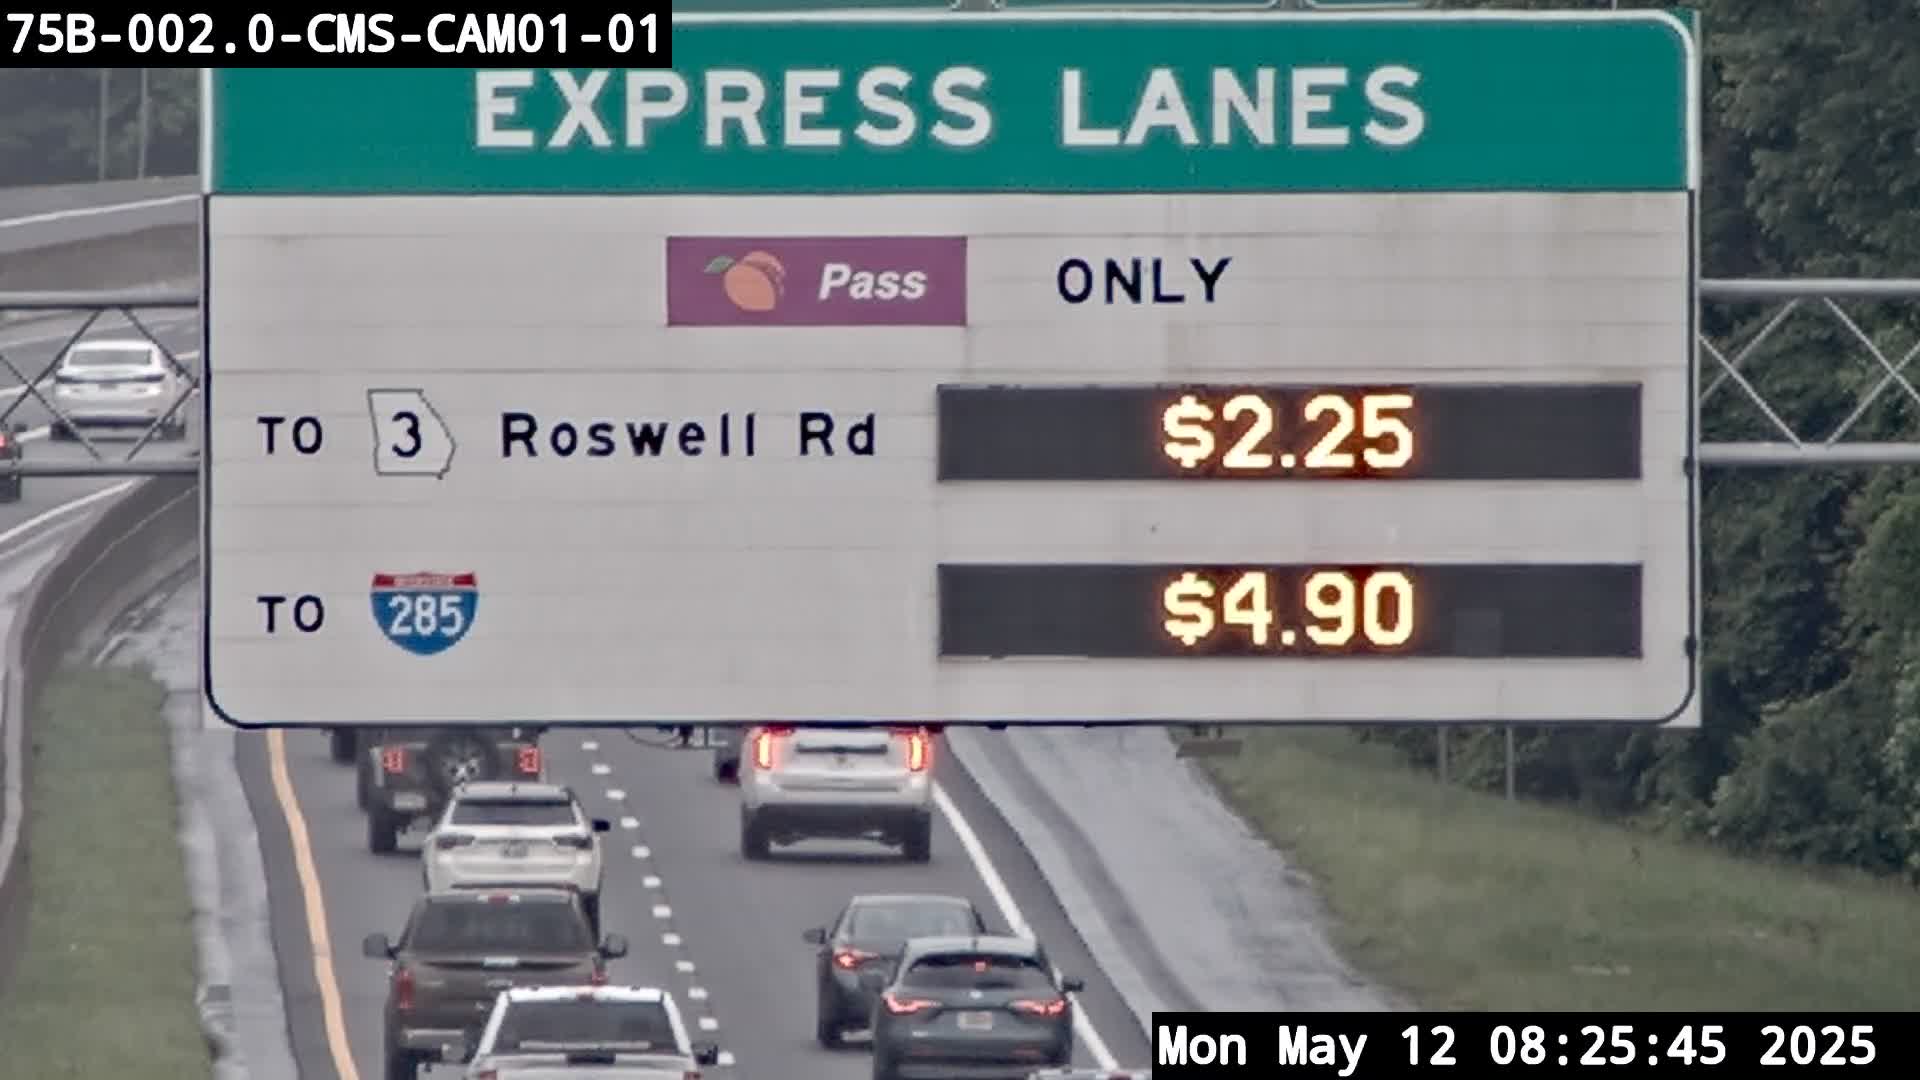 75B-002.0-CMS-CAM01-01
EXPRESS LANES
Pass ONLY
TO 3 Roswell Rd $2.25
TO INTERSTATE 285 $4.90
Mon May 12 08:25:45 2025